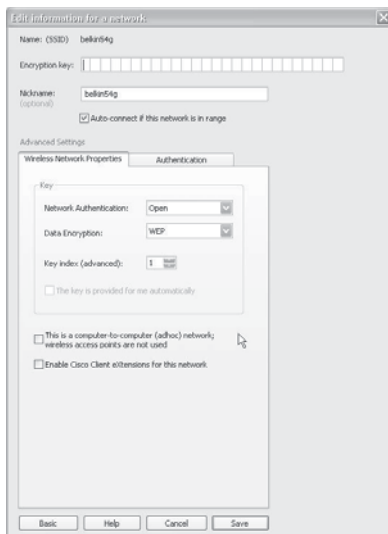 Edit information for a network
Name: (SSID) belkin54g
Encryption key:
Nickname: belkin54g
(optional)
Auto-connect if this network is in range
Advanced Settings
Wireless Network Properties Authentication
Key
Network Authentication: Open
Data Encryption: WEP
Key index (advanced): 1
The key is provided for me automatically
This is a computer-to-computer (adhoc) network;
wireless access points are not used
Enable Cisco Client eXtensions for this network
Basic Help Cancel Save